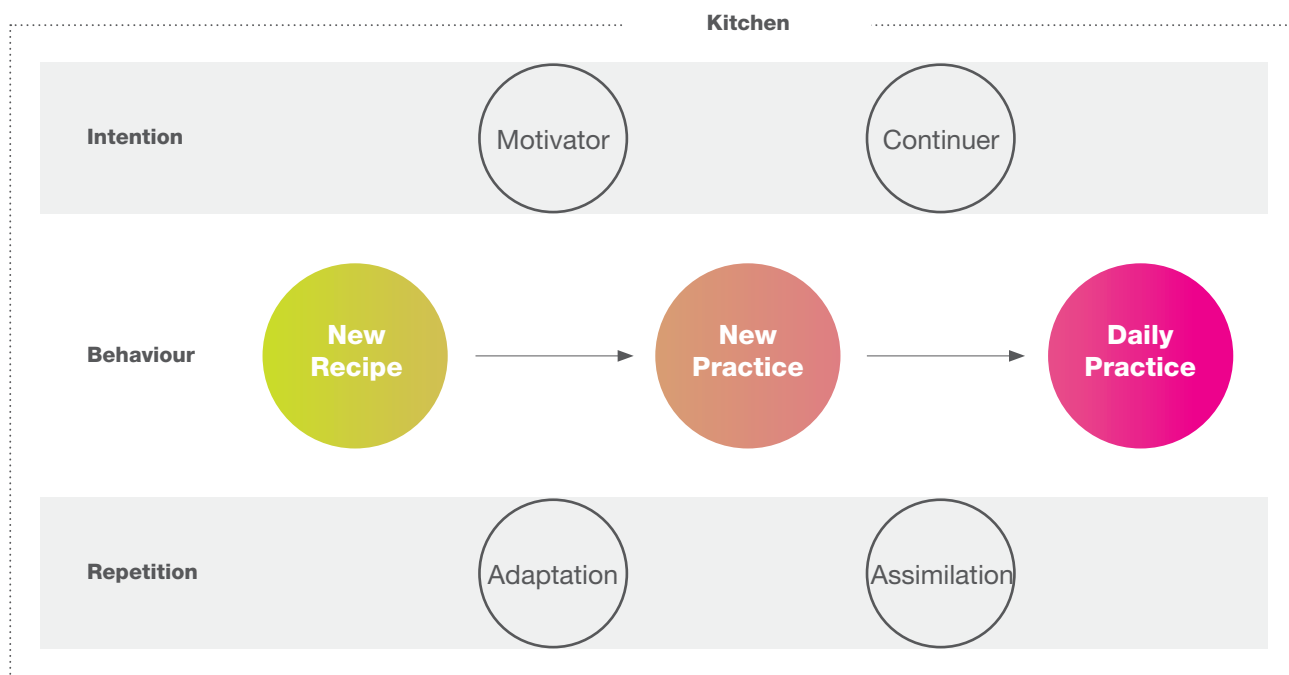 Kitchen
Intention
Motivator
Continuer
Behaviour
New
Recipe
New
Practice
Daily
Practice
Repetition
Adaptation
Assimilation